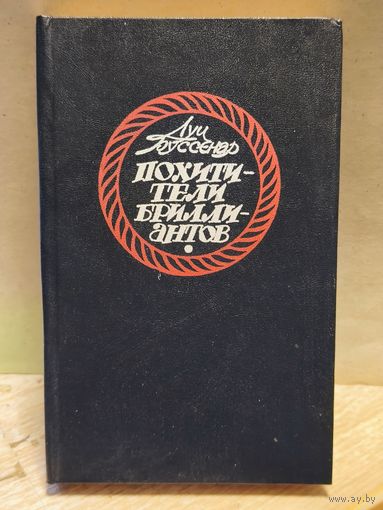 Луи
Буссенар
ПОХИТИ-
ТЕЛИ
БРИЛЛИ-
АНТОВ
www.ay.by